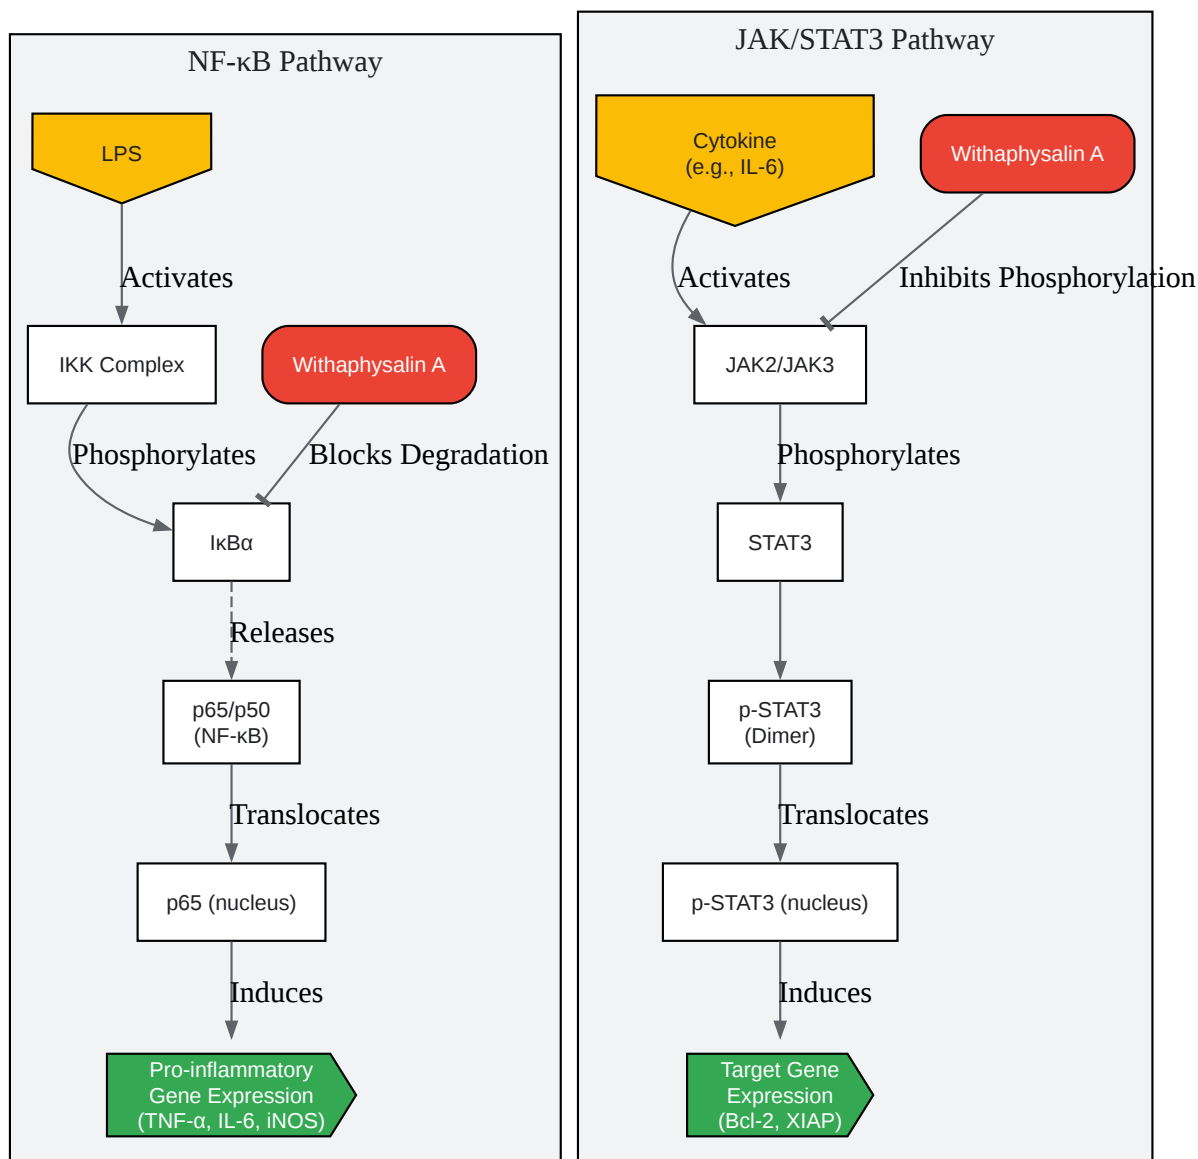 NF-κB Pathway
LPS
Activates
IKK Complex
Withaphysalin A
Phosphorylates
Blocks Degradation
IκBα
Releases
p65/p50
(NF-κB)
Translocates
p65 (nucleus)
Induces
Pro-inflammatory
Gene Expression
(TNF-α, IL-6, iNOS)
JAK/STAT3 Pathway
Cytokine
(e.g., IL-6)
Withaphysalin A
Activates
Inhibits Phosphorylation
JAK2/JAK3
Phosphorylates
STAT3
p-STAT3
(Dimer)
Translocates
p-STAT3 (nucleus)
Induces
Target Gene
Expression
(Bcl-2, XIAP)